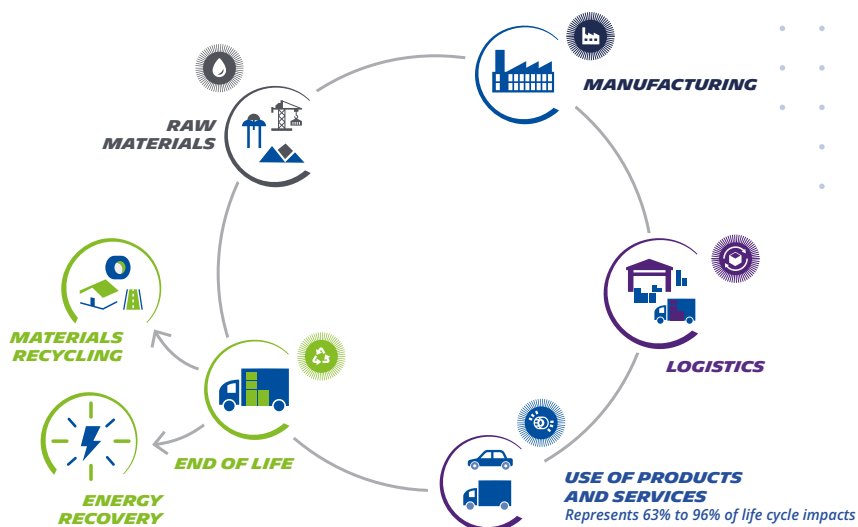 MANUFACTURING
RAW
MATERIALS
LOGISTICS
USE OF PRODUCTS
AND SERVICES
Represents 63% to 96% of life cycle impacts
END OF LIFE
MATERIALS
RECYCLING
ENERGY
RECOVERY